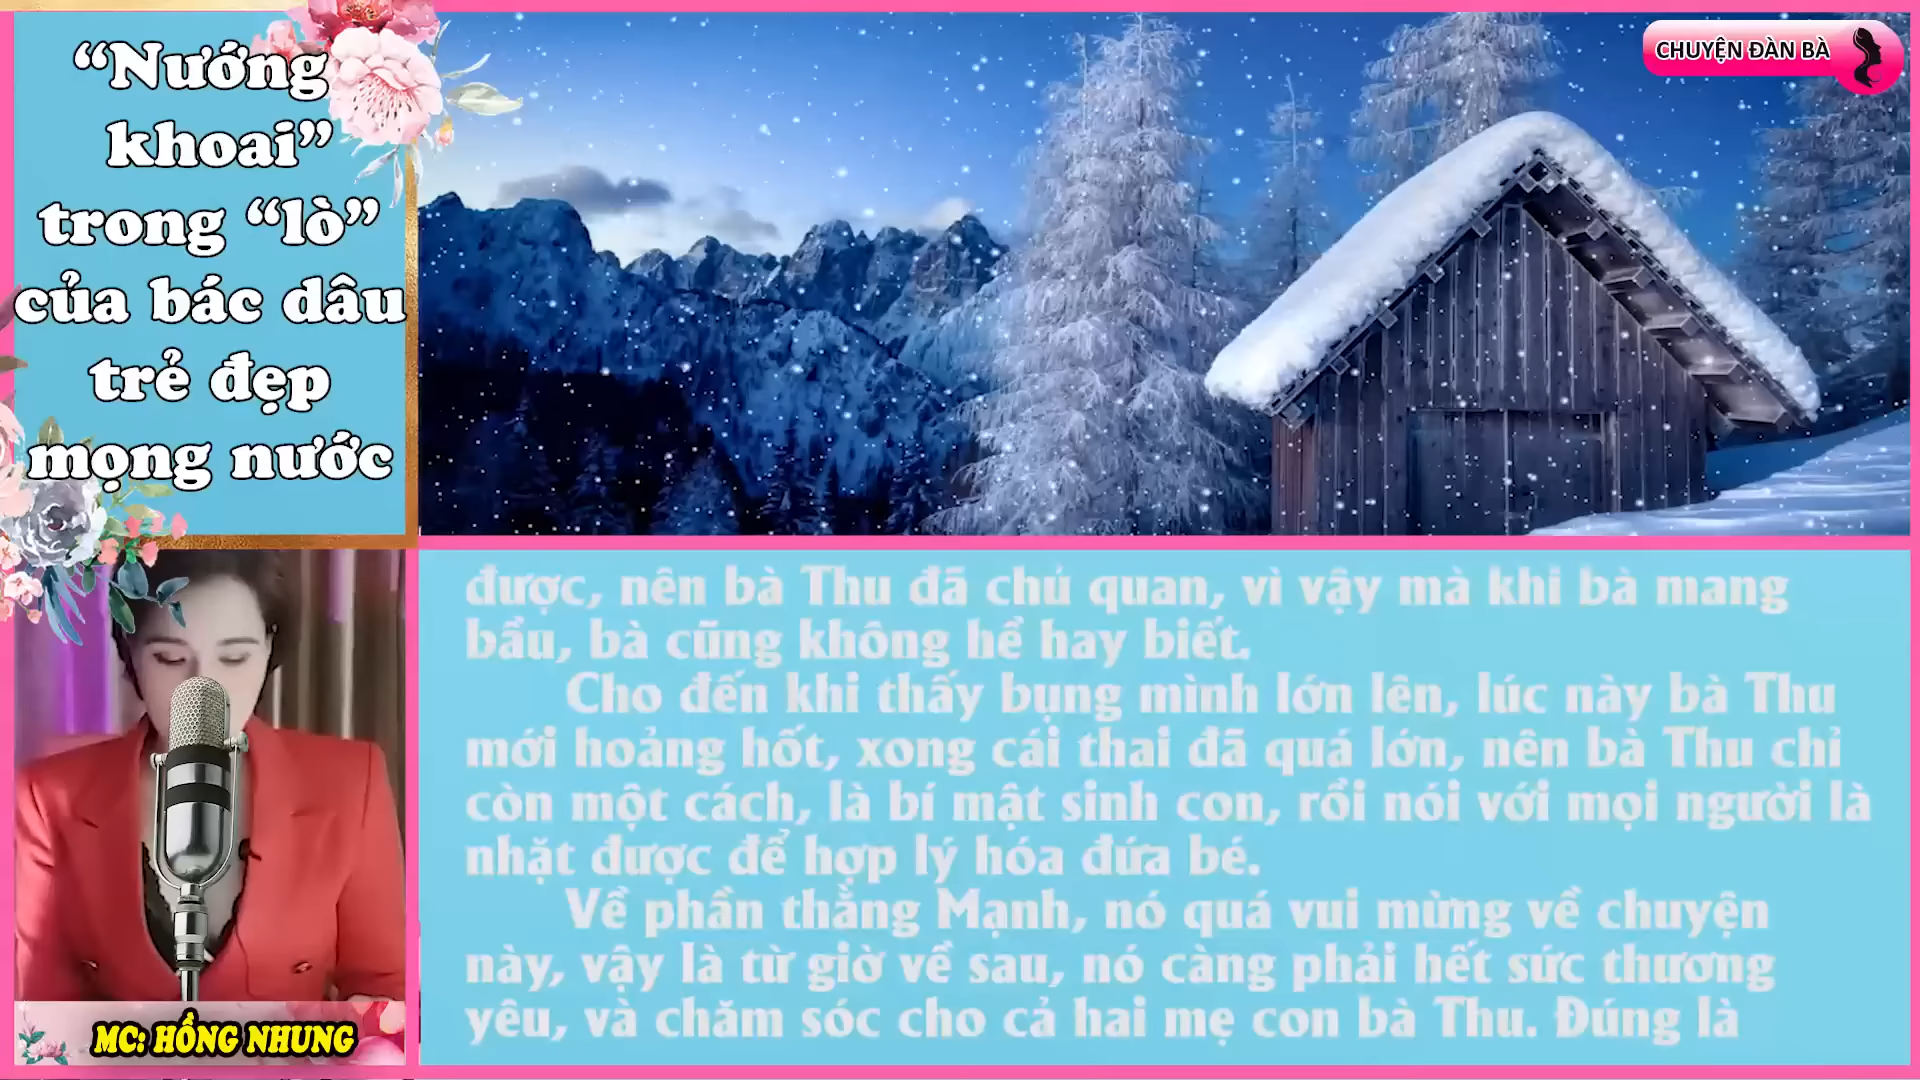 “Nướng
khoai”
trong “lò”
của bác dâu
trẻ đẹp
mọng nước
CHUYỆN ĐÀN BÀ
được, nên bà Thu đã chủ quan, vì vậy mà khi bà mang
bầu, bà cũng không hề hay biết.
Cho đến khi thấy bụng mình lớn lên, lúc này bà Thu
mới hoảng hốt, xong cái thai đã quá lớn, nên bà Thu chỉ
còn một cách, là bí mật sinh con, rồi nói với mọi người là
nhặt được để hợp lý hóa đứa bé.
Về phần thằng Mạnh, nó quá vui mừng về chuyện
này, vậy là từ giờ về sau, nó càng phải hết sức thương
yêu, và chăm sóc cho cả hai mẹ con bà Thu. Đúng là
MC: HỒNG NHUNG